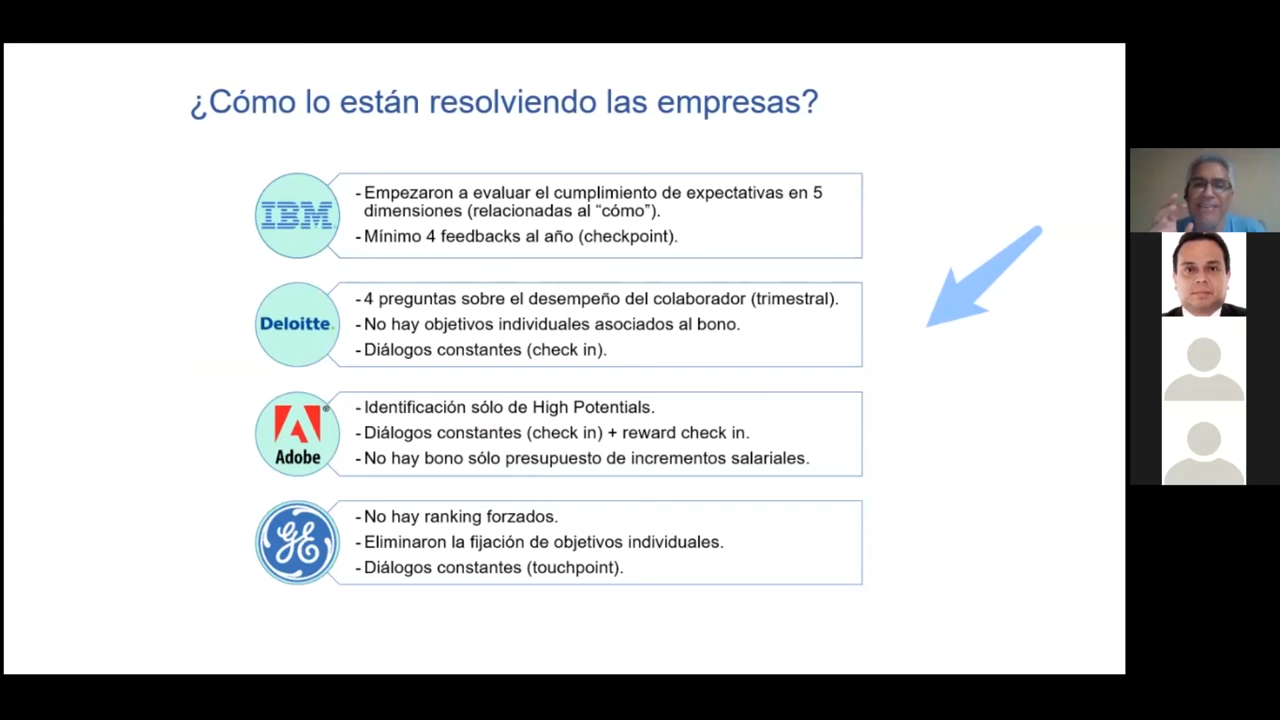 ¿Cómo lo están resolviendo las empresas?
IBM
- Empezaron a evaluar el cumplimiento de expectativas en 5
dimensiones (relacionadas al “cómo”).
- Mínimo 4 feedbacks al año (checkpoint).
Deloitte.
- 4 preguntas sobre el desempeño del colaborador (trimestral).
- No hay objetivos individuales asociados al bono.
- Diálogos constantes (check in).
Adobe
®
- Identificación sólo de High Potentials.
- Diálogos constantes (check in) + reward check in.
- No hay bono sólo presupuesto de incrementos salariales.
GE
- No hay ranking forzados.
- Eliminaron la fijación de objetivos individuales.
- Diálogos constantes (touchpoint).